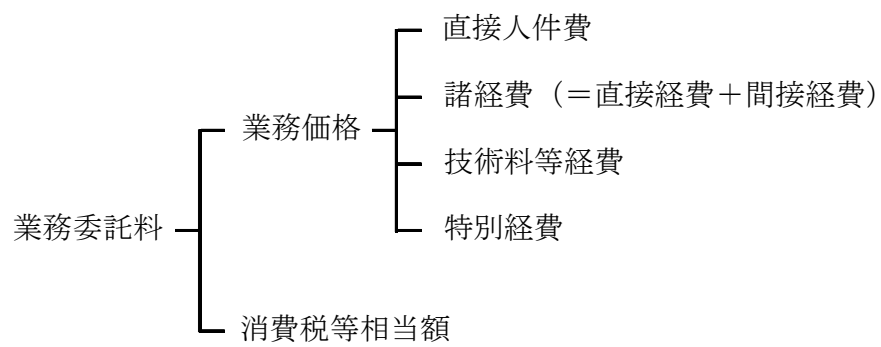 直接人件費
諸経費（＝直接経費＋間接経費）
業務価格
技術料等経費
業務委託料
特別経費
消費税等相当額